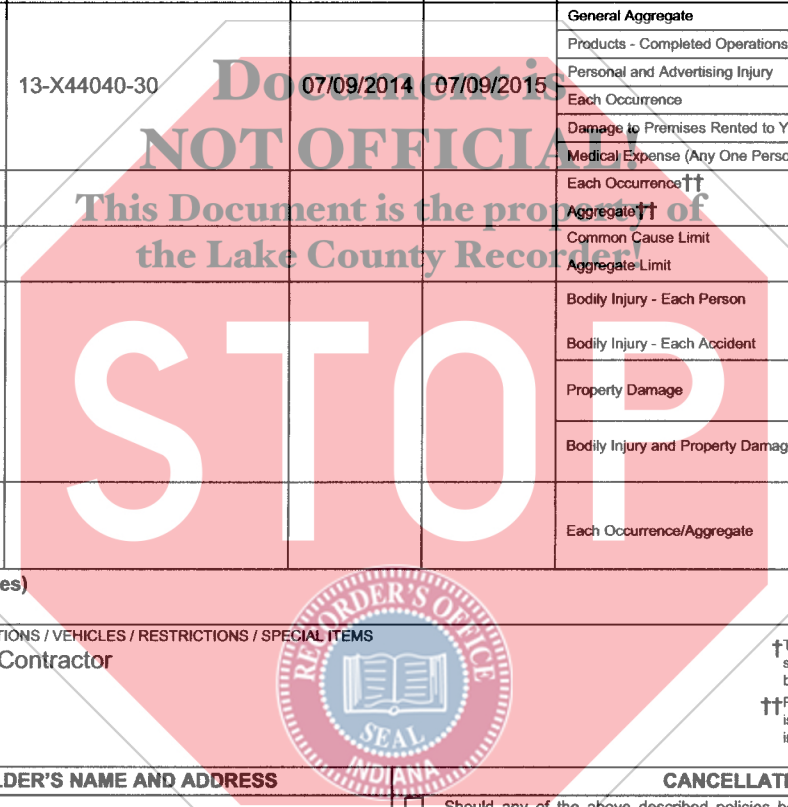 General Aggregate
Products - Completed Operations
13-X44040-30 07/09/2014 07/09/2015 Personal and Advertising Injury
Document is
Each Occurrence
NOT OFFICIAL!
Damage to Premises Rented to Y
Medical Expense (Any One Perso
Each Occurrence††
This Document is the property of
Aggregate††
the Lake County Recorder!
Common Cause Limit
Aggregate Limit
Bodily Injury - Each Person
Bodily Injury - Each Accident
STOP
Property Damage
Bodily Injury and Property Damag
Each Occurrence/Aggregate
es)
TIONS / VEHICLES / RESTRICTIONS / SPECIAL ITEMS
Contractor
RECORDER'S OFFICE
SEAL
INDIANA
†T
s
b
††F
is
is
LDER'S NAME AND ADDRESS CANCELLATI
Should any of the above described policies b